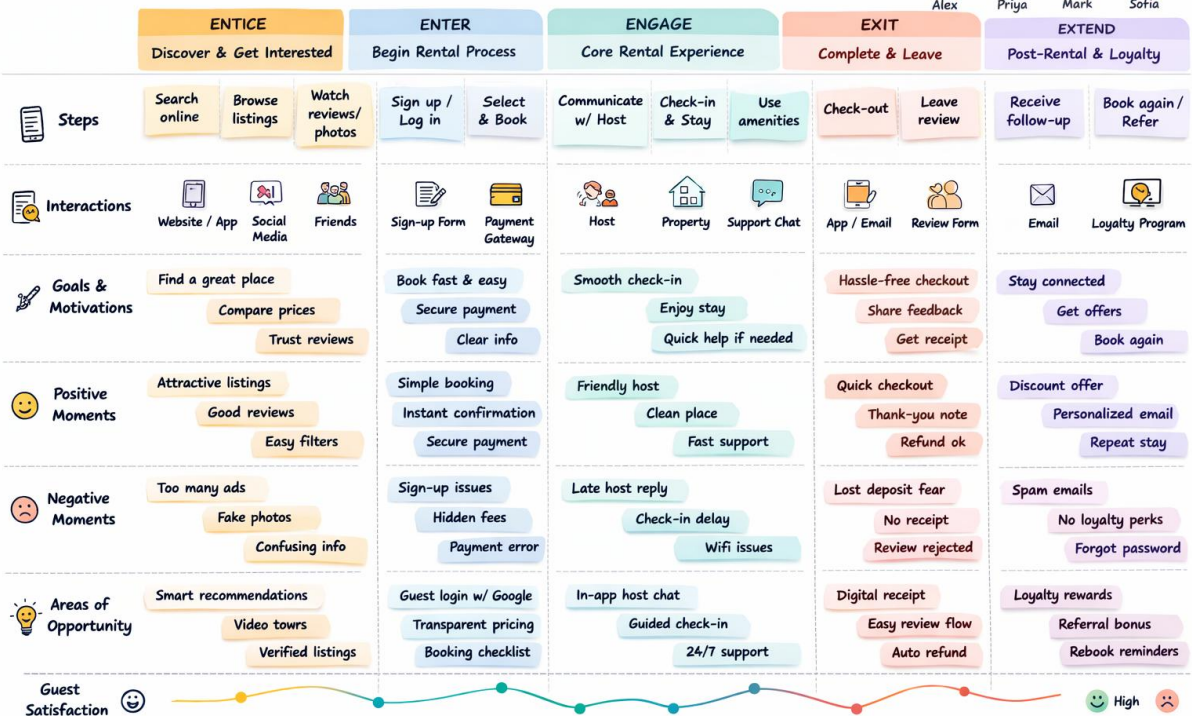 Alex Priya Mark Sofia
ENTICE
Discover & Get Interested
ENTER
Begin Rental Process
ENGAGE
Core Rental Experience
EXIT
Complete & Leave
EXTEND
Post-Rental & Loyalty
Steps
Search
online
Browse
listings
Watch
reviews/
photos
Sign up /
Log in
Select
& Book
Communicate
w/ Host
Check-in
& Stay
Use
amenities
Check-out
Leave
review
Receive
follow-up
Book again /
Refer
Interactions
Website / App
Social
Media
Friends
Sign-up Form
Payment
Gateway
Host
Property
Support Chat
App / Email
Review Form
Email
Loyalty Program
Goals &
Motivations
Find a great place
Compare prices
Trust reviews
Book fast & easy
Secure payment
Clear info
Smooth check-in
Enjoy stay
Quick help if needed
Hassle-free checkout
Share feedback
Get receipt
Stay connected
Get offers
Book again
Positive
Moments
Attractive listings
Good reviews
Easy filters
Simple booking
Instant confirmation
Secure payment
Friendly host
Clean place
Fast support
Quick checkout
Thank-you note
Refund ok
Discount offer
Personalized email
Repeat stay
Negative
Moments
Too many ads
Fake photos
Confusing info
Sign-up issues
Hidden fees
Payment error
Late host reply
Check-in delay
Wifi issues
Lost deposit fear
No receipt
Review rejected
Spam emails
No loyalty perks
Forgot password
Areas of
Opportunity
Smart recommendations
Video towrs
Verified listings
Guest login w/ Google
Transparent pricing
Booking checklist
In-app host chat
Guided check-in
24/7 support
Digital receipt
Easy review flow
Auto refund
Loyalty rewards
Referral bonus
Rebook reminders
Guest
Satisfaction
High